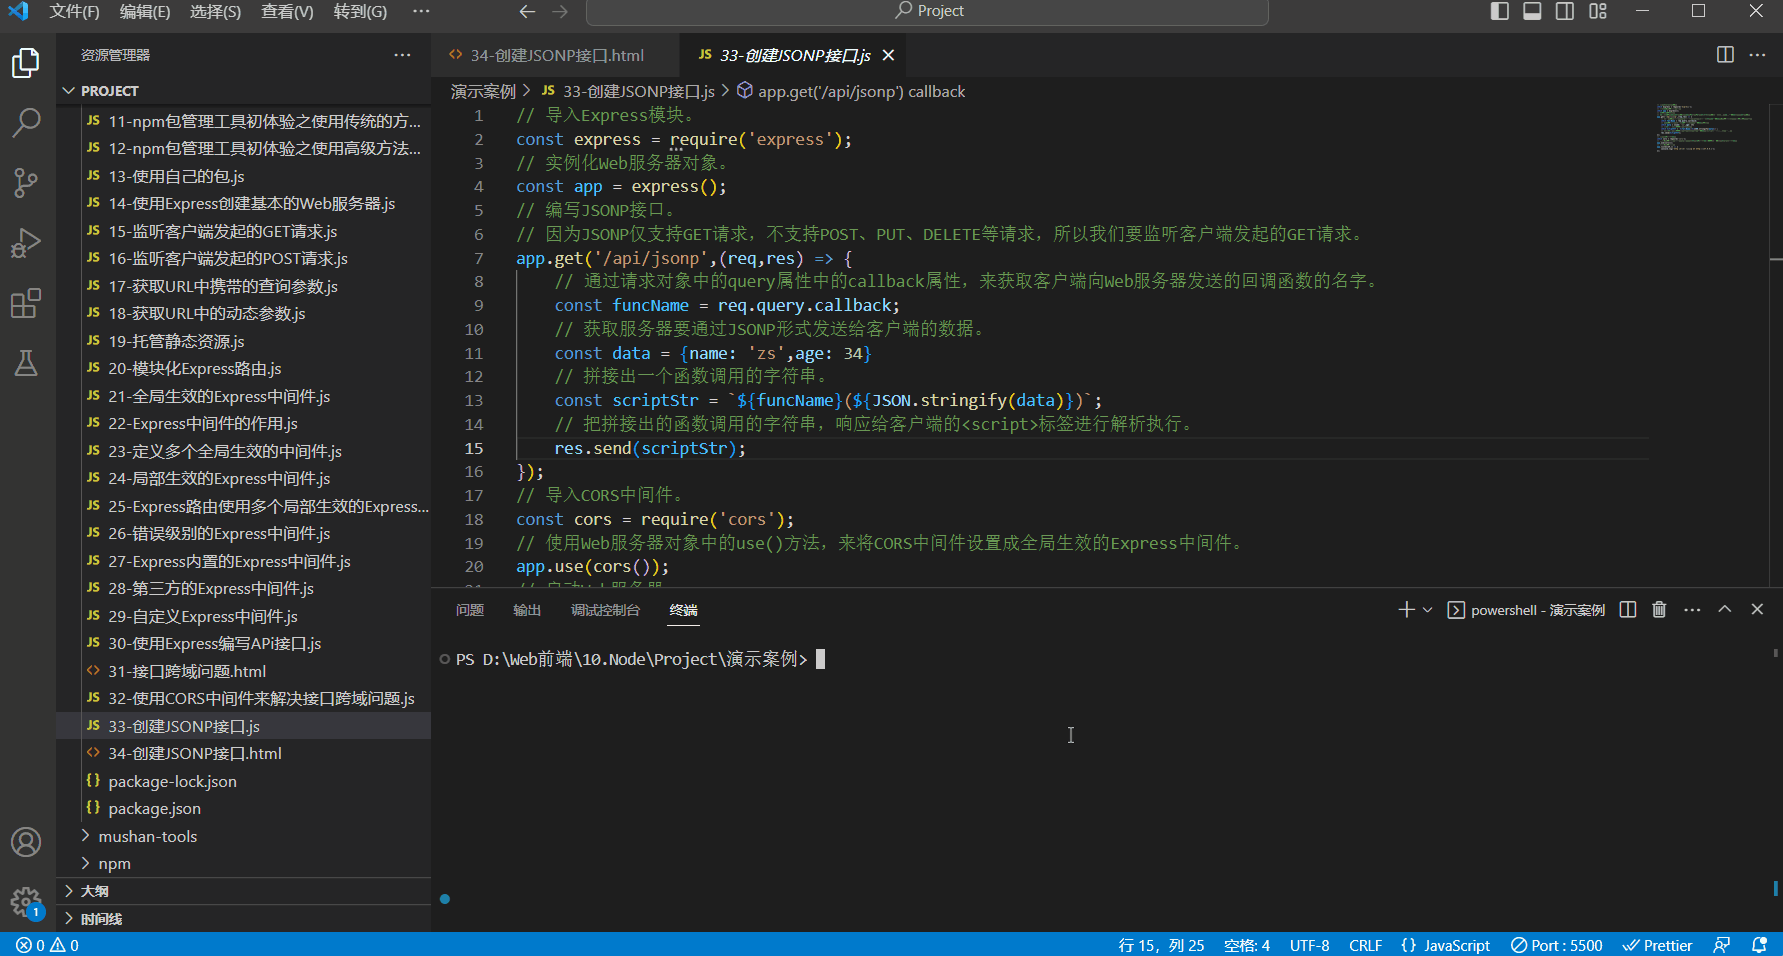 文件(F) 编辑(E) 选择(S) 查看(V) 转到(G) ··· Project
资源管理器 ···
34-创建JSONP接口.html JS 33-创建JSONP接口.js
PROJECT
JS 11-npm包管理工具初体验之使用传统的方...
JS 12-npm包管理工具初体验之使用高级方法...
JS 13-使用自己的包.js
JS 14-使用Express创建基本的Web服务器.js
JS 15-监听客户端发起的GET请求.js
JS 16-监听客户端发起的POST请求.js
JS 17-获取URL中携带的查询参数.js
JS 18-获取URL中的动态参数.js
JS 19-托管静态资源.js
JS 20-模块化Express路由.js
JS 21-全局生效的Express中间件.js
JS 22-Express中间件的作用.js
JS 23-定义多个全局生效的中间件.js
JS 24-局部生效的Express中间件.js
JS 25-Express路由使用多个局部生效的Express...
JS 26-错误级别的Express中间件.js
JS 27-Express内置的Express中间件.js
JS 28-第三方的Express中间件.js
JS 29-自定义Express中间件.js
JS 30-使用Express编写APi接口.js
31-接口跨域问题.html
JS 32-使用CORS中间件来解决接口跨域问题.js
JS 33-创建JSONP接口.js
34-创建JSONP接口.html
{} package-lock.json
{} package.json
mushan-tools
npm
大纲
时间线
演示案例 > JS 33-创建JSONP接口.js > app.get('/api/jsonp') callback
1 // 导入Express模块。
2 const express = require('express');
3 // 实例化Web服务器对象。
4 const app = express();
5 // 编写JSONP接口。
6 // 因为JSONP仅支持GET请求，不支持POST、PUT、DELETE等请求，所以我们要监听客户端发起的GET请求。
7 app.get('/api/jsonp',(req,res) => {
8 // 通过请求对象中的query属性中的callback属性，来获取客户端向Web服务器发送的回调函数的名字。
9 const funcName = req.query.callback;
10 // 获取服务器要通过JSONP形式发送给客户端的数据。
11 const data = {name: 'zs',age: 34}
12 // 拼接出一个函数调用的字符串。
13 const scriptStr = `${funcName}(${JSON.stringify(data)})`;
14 // 把拼接出的函数调用的字符串，响应给客户端的<script>标签进行解析执行。
15 res.send(scriptStr);
16 });
17 // 导入CORS中间件。
18 const cors = require('cors');
19 // 使用Web服务器对象中的use()方法，来将CORS中间件设置成全局生效的Express中间件。
20 app.use(cors());
问题 输出 调试控制台 终端 powershell - 演示案例
PS D:\Web前端\10.Node\Project\演示案例>
1
0 0 行 15，列 25 空格: 4 UTF-8 CRLF {} JavaScript Port : 5500 Prettier